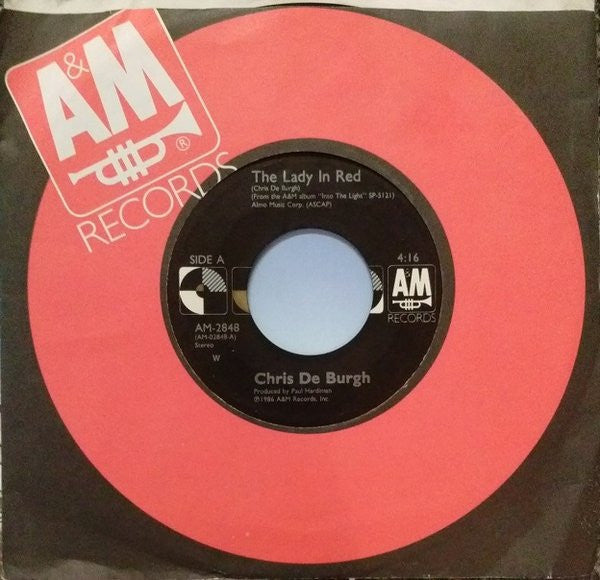 A&M
®
RECORDS
The Lady In Red
(Chris De Burgh)
(From the A&M album "Into The Light" SP-5121)
Almo Music Corp. (ASCAP)
SIDE A
4:16
A&M
RECORDS
AM-2848
(AM-02848-A)
Stereo
W
Chris De Burgh
Produced by Paul Hardiman
℗1986 A&M Records, Inc.